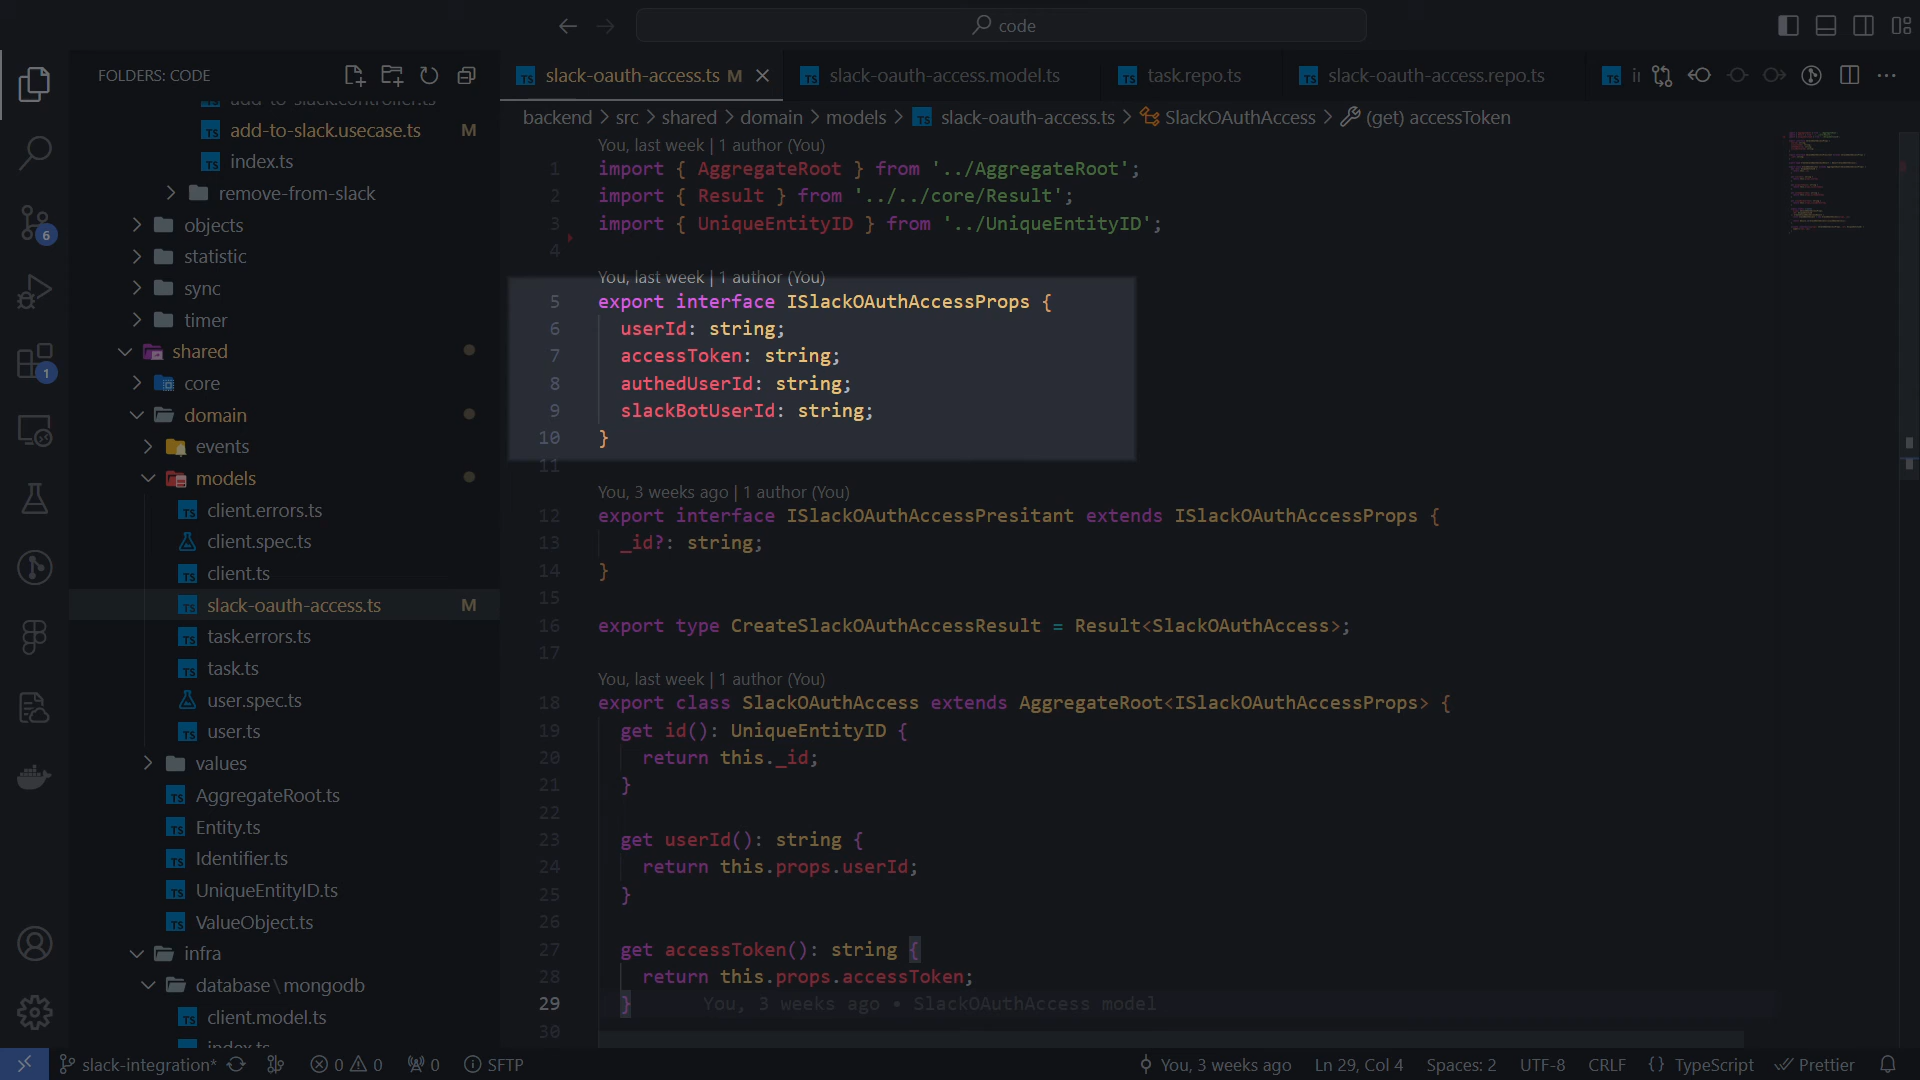 code
FOLDERS: CODE
add-to-slack.controller.ts
add-to-slack.usecase.ts M
index.ts
remove-from-slack
objects
statistic
sync
timer
shared
core
domain
events
models
client.errors.ts
client.spec.ts
client.ts
slack-oauth-access.ts M
task.errors.ts
task.ts
user.spec.ts
user.ts
values
AggregateRoot.ts
Entity.ts
Identifier.ts
UniqueEntityID.ts
ValueObject.ts
infra
database\mongodb
client.model.ts
index.ts
6
1
slack-oauth-access.ts M
slack-oauth-access.model.ts
task.repo.ts
slack-oauth-access.repo.ts
backend > src > shared > domain > models > slack-oauth-access.ts > SlackOAuthAccess > (get) accessToken
You, last week | 1 author (You)
1 import { AggregateRoot } from '../AggregateRoot';
2 import { Result } from '../../core/Result';
3 import { UniqueEntityID } from '../UniqueEntityID';
4
You, last week | 1 author (You)
5 export interface ISlackOAuthAccessProps {
6 userId: string;
7 accessToken: string;
8 authedUserId: string;
9 slackBotUserId: string;
10 }
11
You, 3 weeks ago | 1 author (You)
12 export interface ISlackOAuthAccessPresitant extends ISlackOAuthAccessProps {
13 _id?: string;
14 }
15
16 export type CreateSlackOAuthAccessResult = Result<SlackOAuthAccess>;
17
You, last week | 1 author (You)
18 export class SlackOAuthAccess extends AggregateRoot<ISlackOAuthAccessProps> {
19 get id(): UniqueEntityID {
20 return this._id;
21 }
22
23 get userId(): string {
24 return this.props.userId;
25 }
26
27 get accessToken(): string {
28 return this.props.accessToken;
29 } You, 3 weeks ago • SlackOAuthAccess model
30
slack-integration* 0 0 0 SFTP
You, 3 weeks ago Ln 29, Col 4 Spaces: 2 UTF-8 CRLF {} TypeScript Prettier